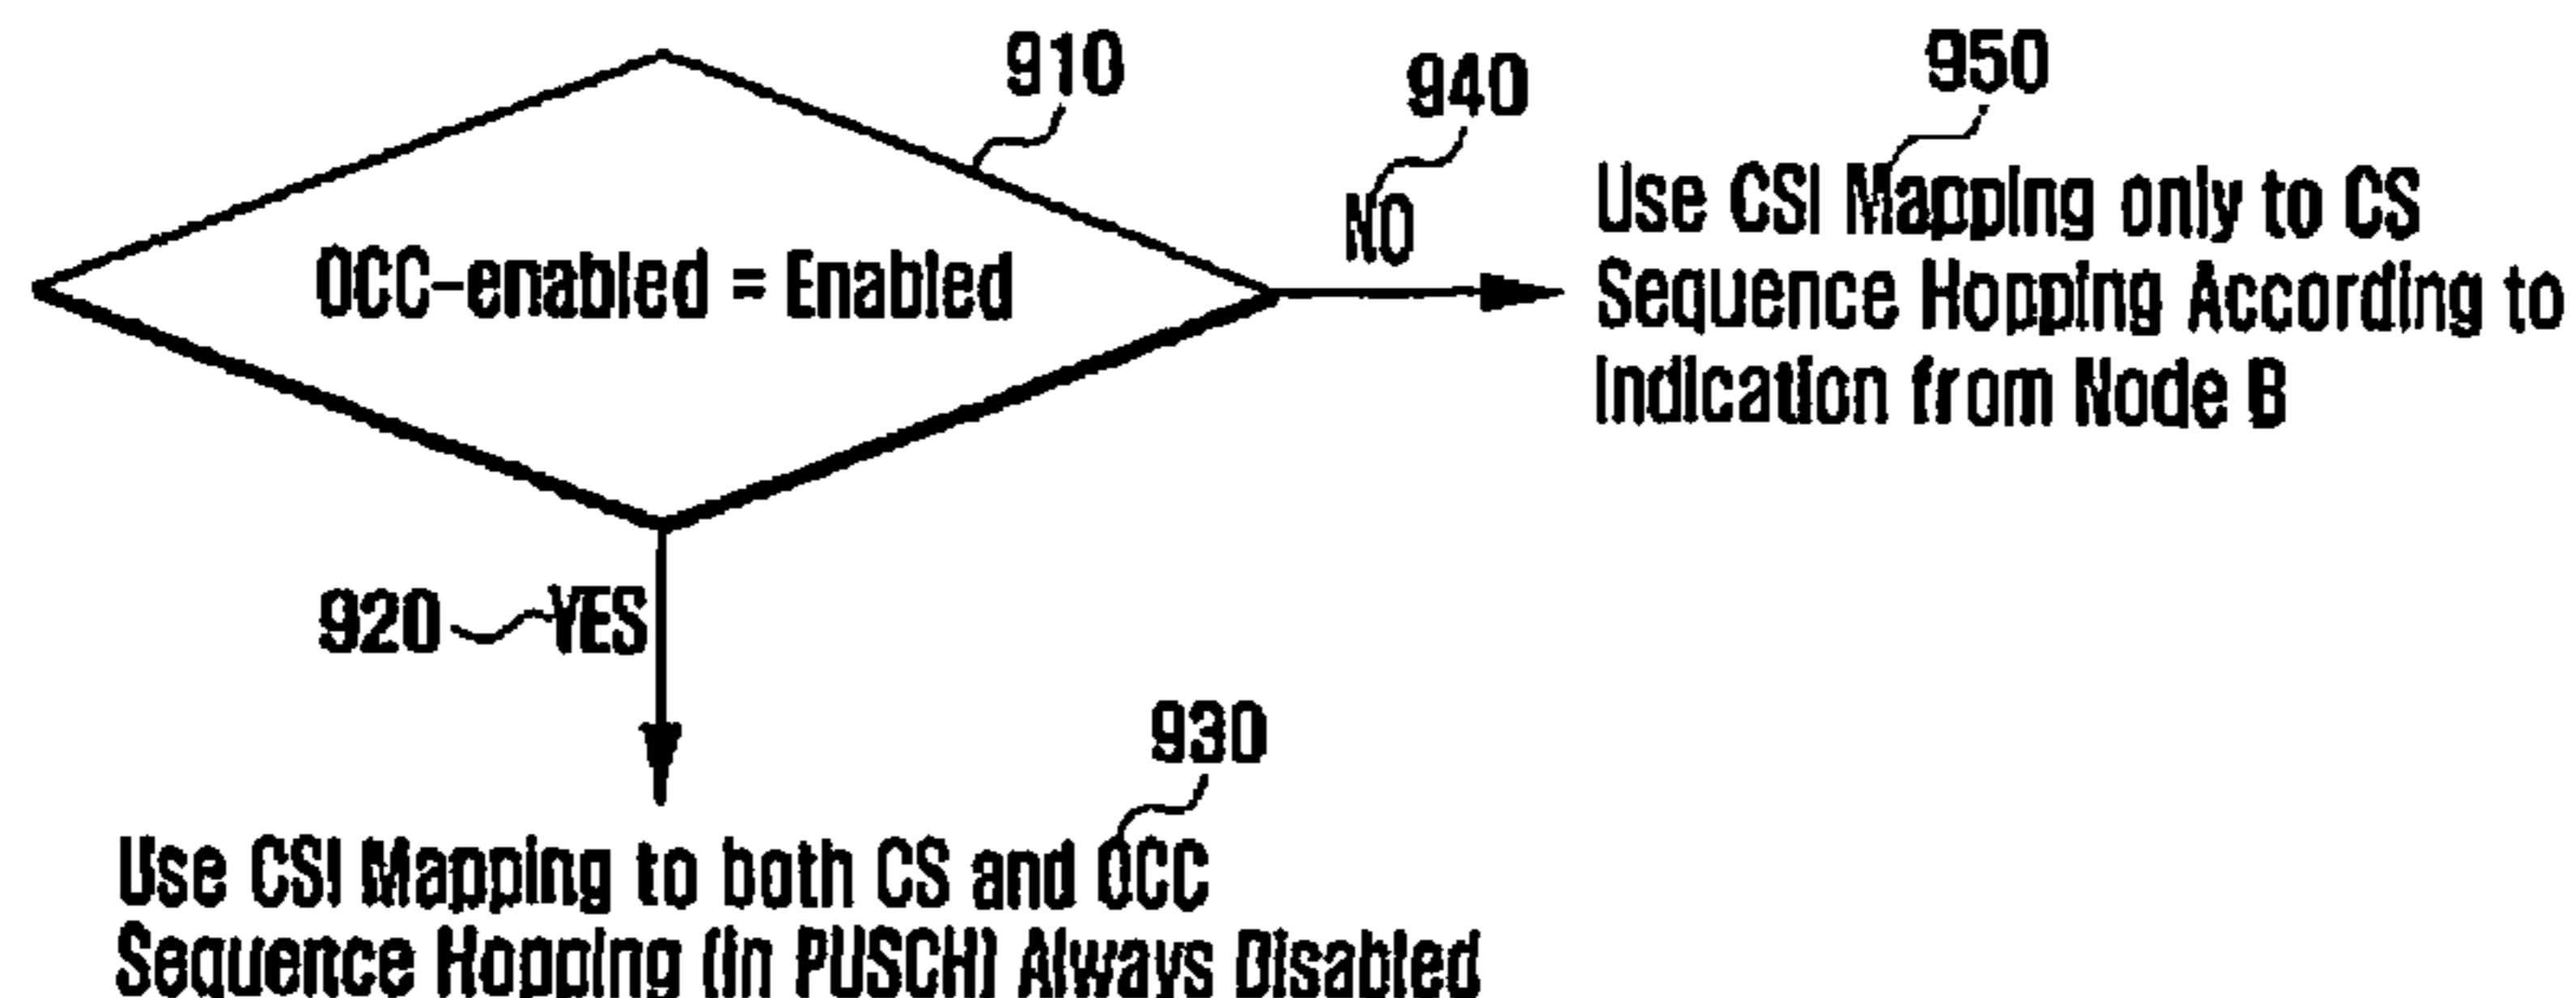 910
940
950
OCC-enabled = Enabled
NO
Use CSI Mapping only to CS
Sequence Hopping According to
Indication from Node B
920
YES
930
Use CSI Mapping to both CS and OCC
Sequence Hopping (in PUSCH) Always Disabled